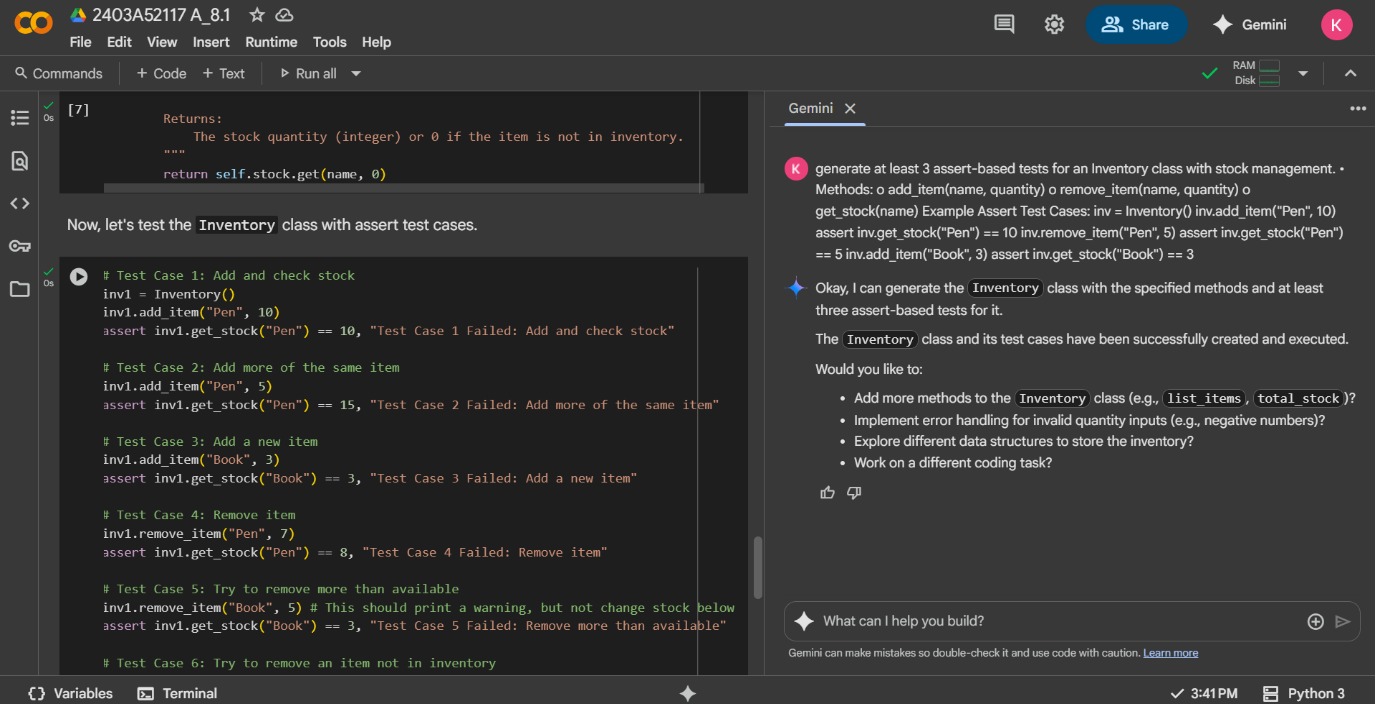 2403A52117 A_8.1
File Edit View Insert Runtime Tools Help
Share
Gemini
K
Commands
+ Code + Text
Run all
RAM
Disk
0s
[7]
Returns:
The stock quantity (integer) or 0 if the item is not in inventory.
"""
return self.stock.get(name, 0)
Now, let's test the Inventory class with assert test cases.
0s
# Test Case 1: Add and check stock
inv1 = Inventory()
inv1.add_item("Pen", 10)
assert inv1.get_stock("Pen") == 10, "Test Case 1 Failed: Add and check stock"
# Test Case 2: Add more of the same item
inv1.add_item("Pen", 5)
assert inv1.get_stock("Pen") == 15, "Test Case 2 Failed: Add more of the same item"
# Test Case 3: Add a new item
inv1.add_item("Book", 3)
assert inv1.get_stock("Book") == 3, "Test Case 3 Failed: Add a new item"
# Test Case 4: Remove item
inv1.remove_item("Pen", 7)
assert inv1.get_stock("Pen") == 8, "Test Case 4 Failed: Remove item"
# Test Case 5: Try to remove more than available
inv1.remove_item("Book", 5) # This should print a warning, but not change stock below
assert inv1.get_stock("Book") == 3, "Test Case 5 Failed: Remove more than available"
# Test Case 6: Try to remove an item not in inventory
Gemini
K
generate at least 3 assert-based tests for an Inventory class with stock management. •
Methods: o add_item(name, quantity) o remove_item(name, quantity) o
get_stock(name) Example Assert Test Cases: inv = Inventory() inv.add_item("Pen", 10)
assert inv.get_stock("Pen") == 10 inv.remove_item("Pen", 5) assert inv.get_stock("Pen")
== 5 inv.add_item("Book", 3) assert inv.get_stock("Book") == 3
Okay, I can generate the Inventory class with the specified methods and at least
three assert-based tests for it.
The Inventory class and its test cases have been successfully created and executed.
Would you like to:
• Add more methods to the Inventory class (e.g., list_items, total_stock)?
• Implement error handling for invalid quantity inputs (e.g., negative numbers)?
• Explore different data structures to store the inventory?
• Work on a different coding task?
What can I help you build?
Gemini can make mistakes so double-check it and use code with caution. Learn more
{} Variables
Terminal
3:41 PM
Python 3